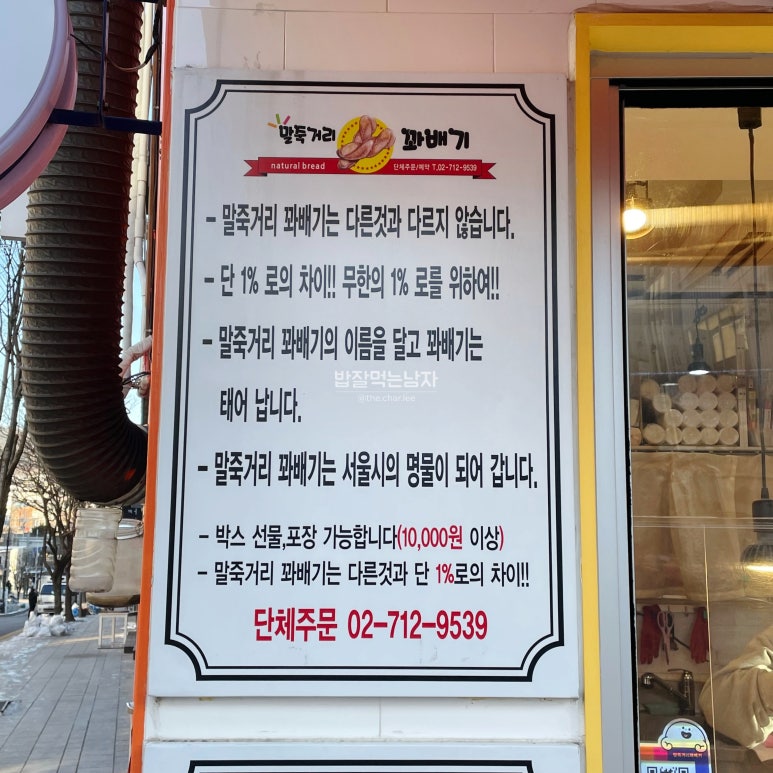 말죽거리 꽈배기
natural bread 단체주문/예약 T.02-712-9539
- 말죽거리 꽈배기는 다른것과 다르지 않습니다.
- 단 1% 로의 차이!! 무한의 1% 로를 위하여!!
- 말죽거리 꽈배기의 이름을 달고 꽈배기는
태어 납니다.
밥잘먹는남자
@the.char.lee
- 말죽거리 꽈배기는 서울시의 명물이 되어 갑니다.
- 박스 선물,포장 가능합니다(10,000원 이상)
- 말죽거리 꽈배기는 다른것과 단 1%로의 차이!!
단체주문 02-712-9539